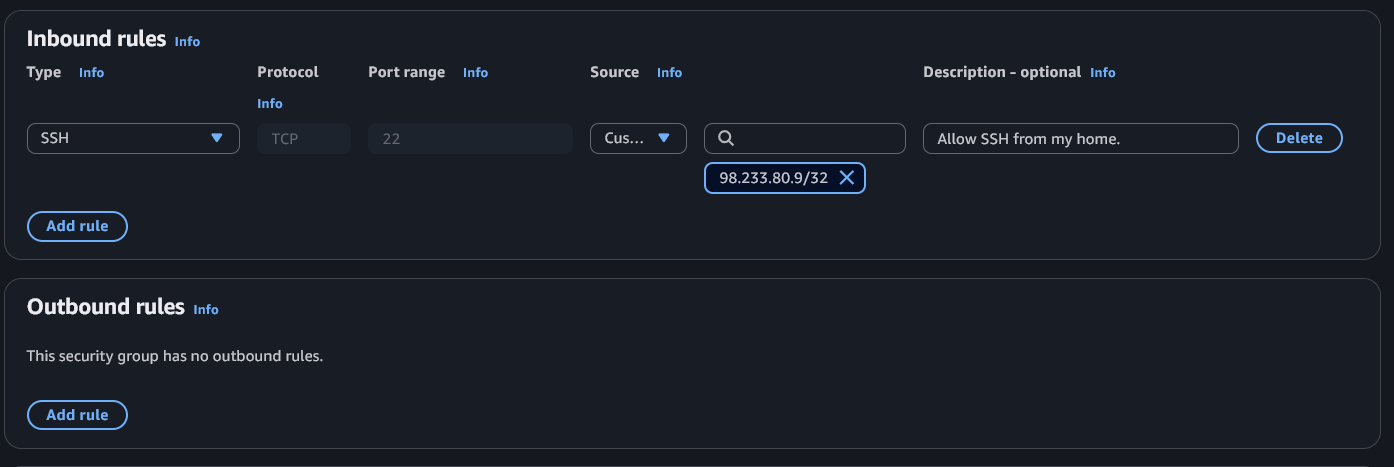 Inbound rules Info
Type Info Protocol Port range Info Source Info Description - optional Info
Info
SSH TCP 22 Cus... Allow SSH from my home. Delete
98.233.80.9/32
Add rule
Outbound rules Info
This security group has no outbound rules.
Add rule